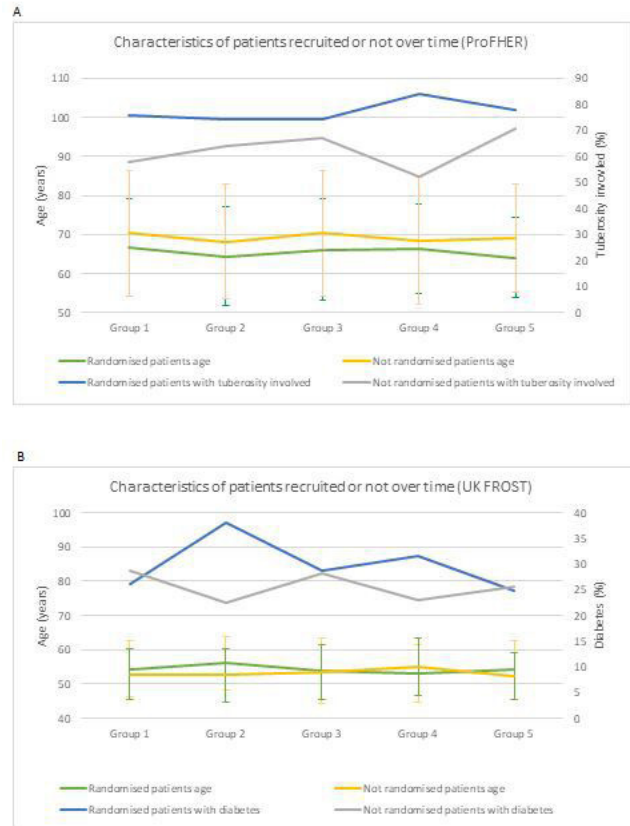 A
Characteristics of patients recruited or not over time (ProFHER)
110
100
90
80
70
60
50
Age (years)
90
80
70
60
50
40
30
20
10
0
Tuberosity invovled (%)
Group 1 Group 2 Group 3 Group 4 Group 5
Randomised patients age Not randomised patients age
Randomised patients with tuberosity involved Not randomised patients with tuberosity involved
B
Characteristics of patients recruited or not over time (UK FROST)
100
90
80
70
60
50
40
Age (years)
40
35
30
25
20
15
10
5
0
Diabetes (%)
Group 1 Group 2 Group 3 Group 4 Group 5
Randomised patients age Not randomised patients age
Randomised patients with diabetes Not randomised patients with diabetes